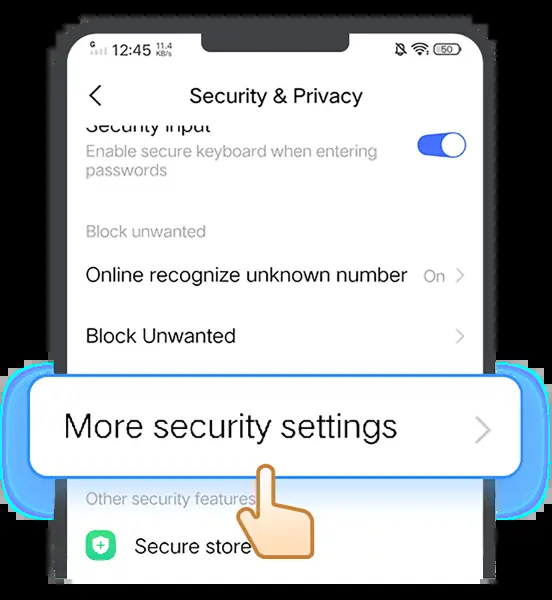 G 12:45 11.4 KB/s 50
Security & Privacy
Security input
Enable secure keyboard when entering
passwords
Block unwanted
Online recognize unknown number On
Block Unwanted
More security settings
Other security features
Secure store